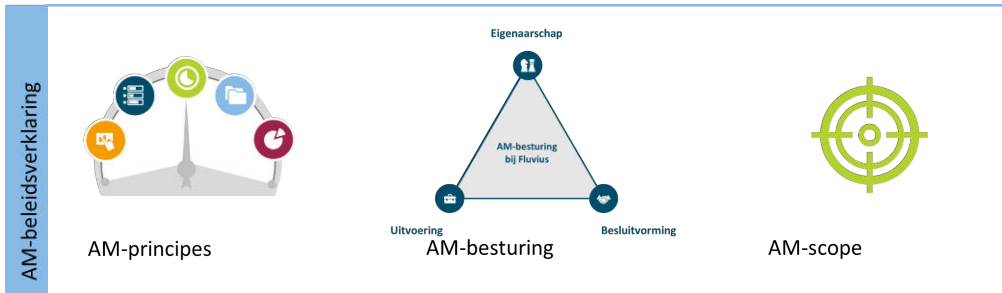 AM-beleidsverklaring
AM-principes
Eigenaarschap
AM-besturing
bij Fluvius
Uitvoering
Besluitvorming
AM-besturing
AM-scope